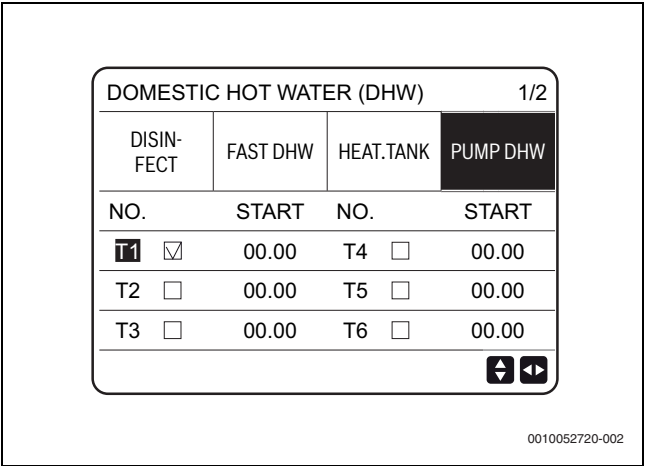 DOMESTIC HOT WATER (DHW) 1/2
DISIN-
FECT FAST DHW HEAT.TANK PUMP DHW
NO. START NO. START
T1 00.00 T4 00.00
T2 00.00 T5 00.00
T3 00.00 T6 00.00
0010052720-002